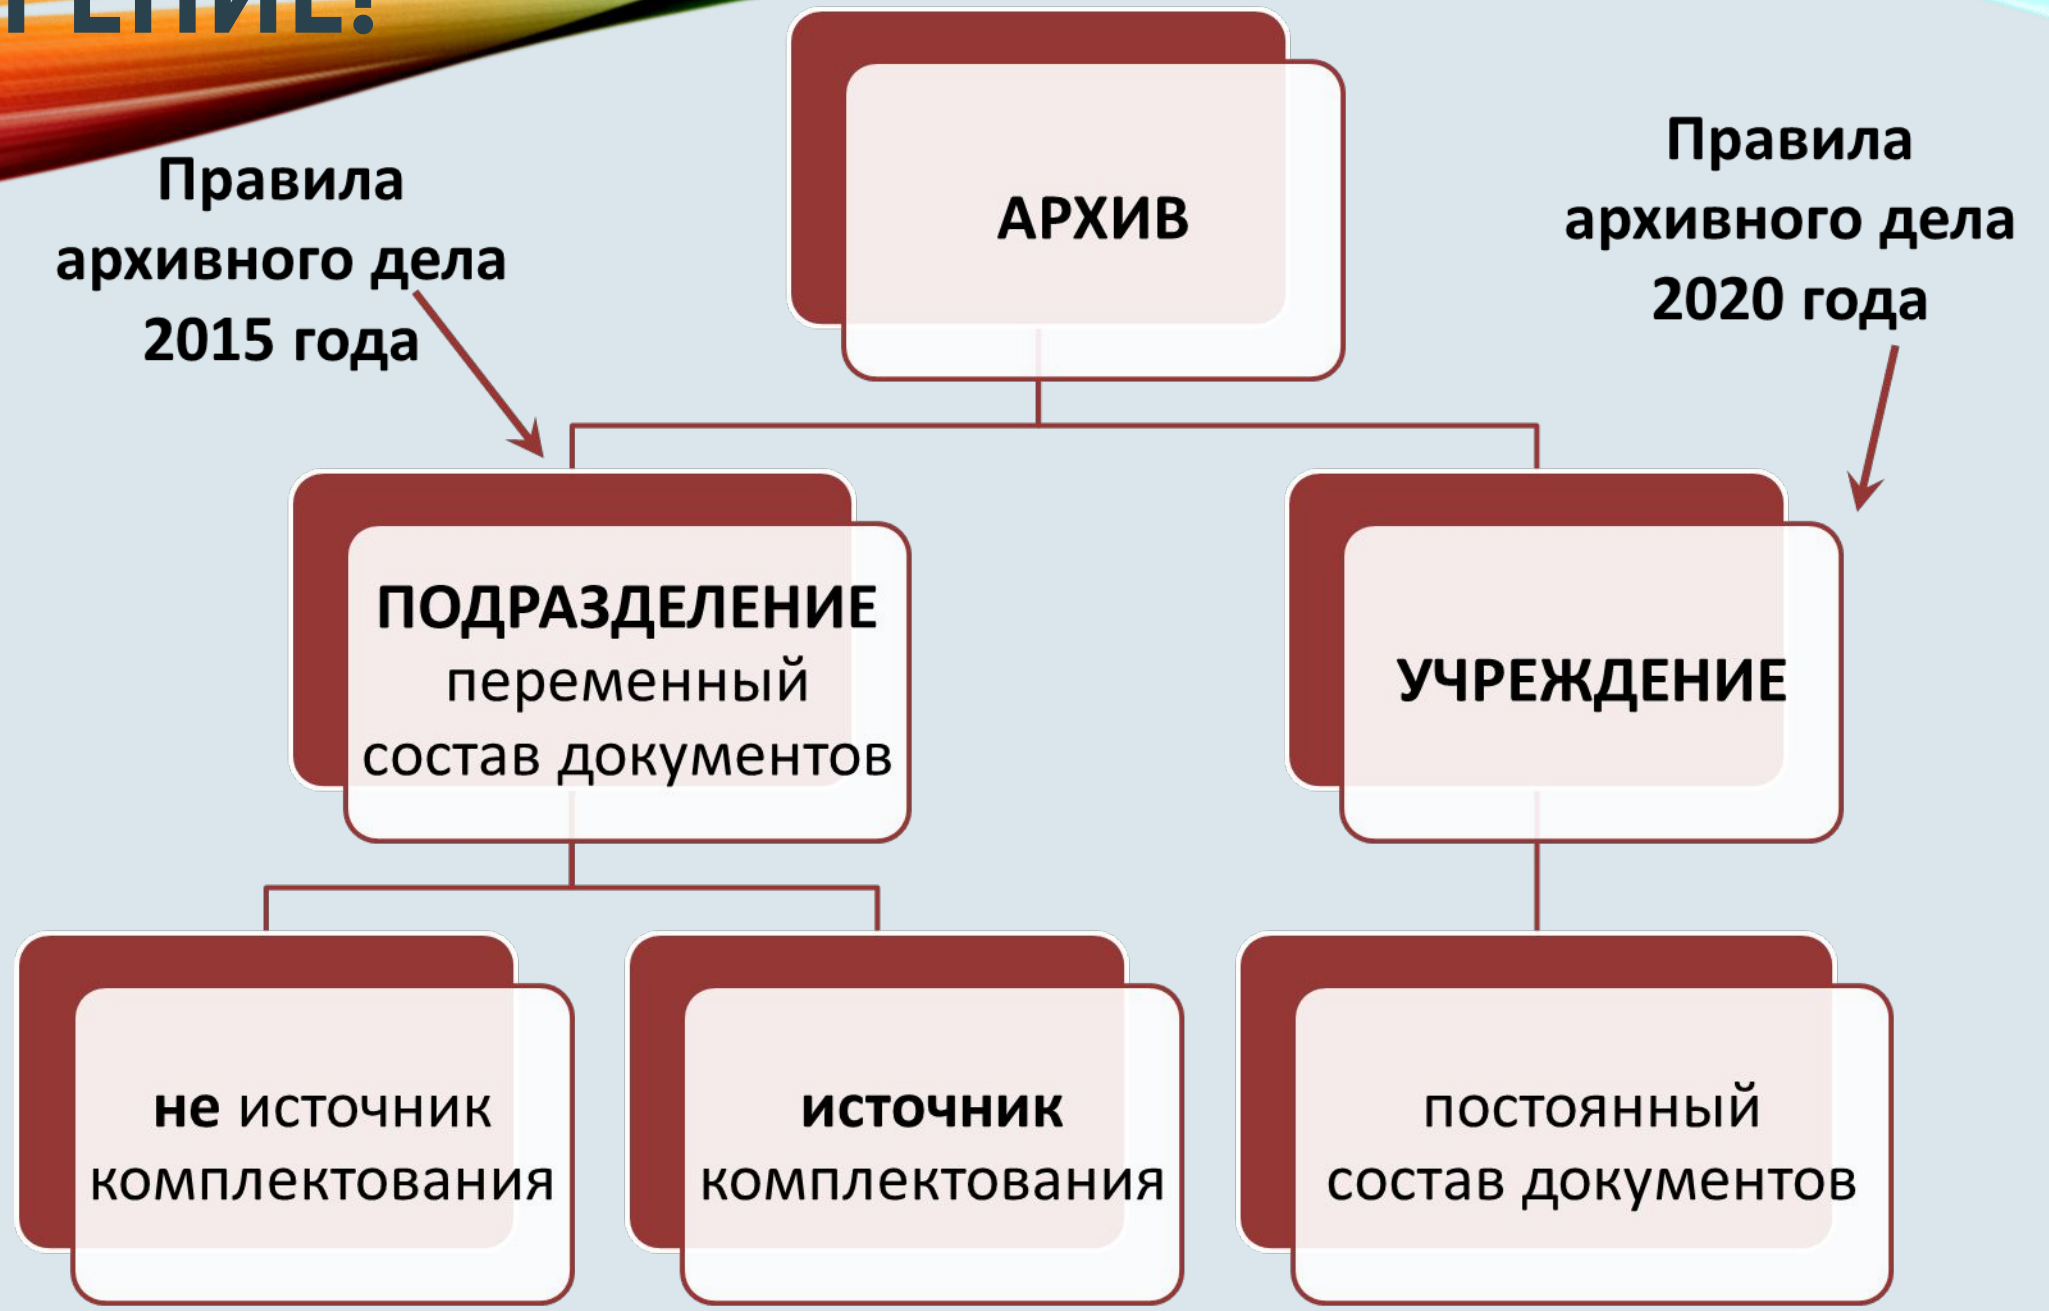 АРХИВ
Правила
архивного дела
2015 года
Правила
архивного дела
2020 года
ПОДРАЗДЕЛЕНИЕ
переменный
состав документов
УЧРЕЖДЕНИЕ
не источник
комплектования
источник
комплектования
постоянный
состав документов